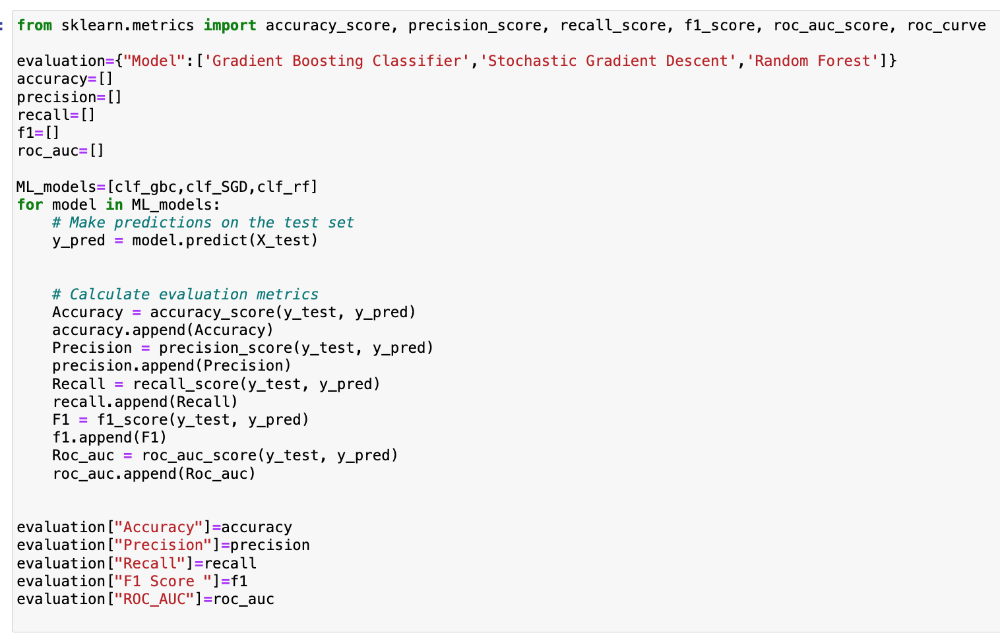 :
from sklearn.metrics import accuracy_score, precision_score, recall_score, f1_score, roc_auc_score, roc_curve
evaluation={"Model":['Gradient Boosting Classifier','Stochastic Gradient Descent','Random Forest']}
accuracy=[]
precision=[]
recall=[]
f1=[]
roc_auc=[]
ML_models=[clf_gbc,clf_SGD,clf_rf]
for model in ML_models:
    # Make predictions on the test set
    y_pred = model.predict(X_test)
    # Calculate evaluation metrics
    Accuracy = accuracy_score(y_test, y_pred)
    accuracy.append(Accuracy)
    Precision = precision_score(y_test, y_pred)
    precision.append(Precision)
    Recall = recall_score(y_test, y_pred)
    recall.append(Recall)
    F1 = f1_score(y_test, y_pred)
    f1.append(F1)
    Roc_auc = roc_auc_score(y_test, y_pred)
    roc_auc.append(Roc_auc)
evaluation["Accuracy"]=accuracy
evaluation["Precision"]=precision
evaluation["Recall"]=recall
evaluation["F1 Score "]=f1
evaluation["ROC_AUC"]=roc_auc